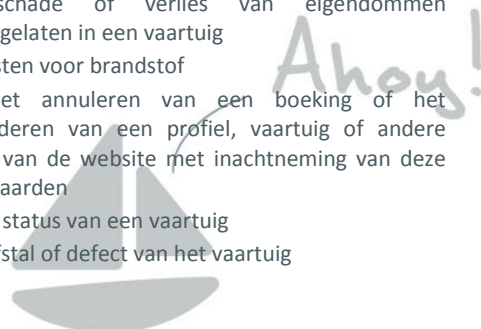 schade of verlies van eigendommen
gelaten in een vaartuig
sten voor brandstof
et annuleren van een boeking of het
deren van een profiel, vaartuig of andere
van de website met inachtneming van deze
aarden
status van een vaartuig
fstal of defect van het vaartuig
Ahoy!